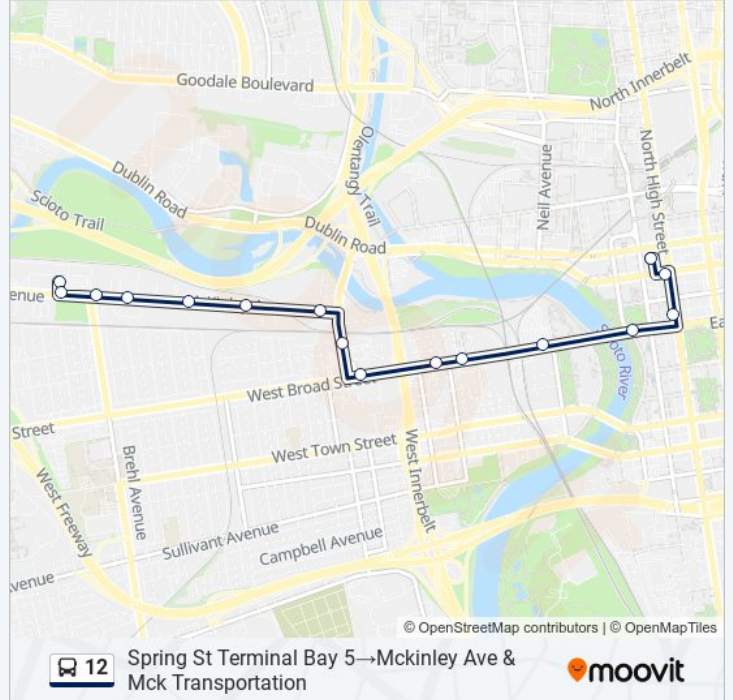 Goodale Boulevard
North Innerbelt
Olentangy Trail
North High Street
Neil Avenue
Dublin Road
Scioto Trail
Dublin Road
enue
Ea
Scioto River
West Broad Street
Street
West Town Street
West Innerbelt
Brehl Avenue
West Freeway
Sullivant Avenue
Campbell Avenue
venue
© OpenStreetMap contributors | © OpenMapTiles
12
Spring St Terminal Bay 5→Mckinley Ave &
Mck Transportation
moovit